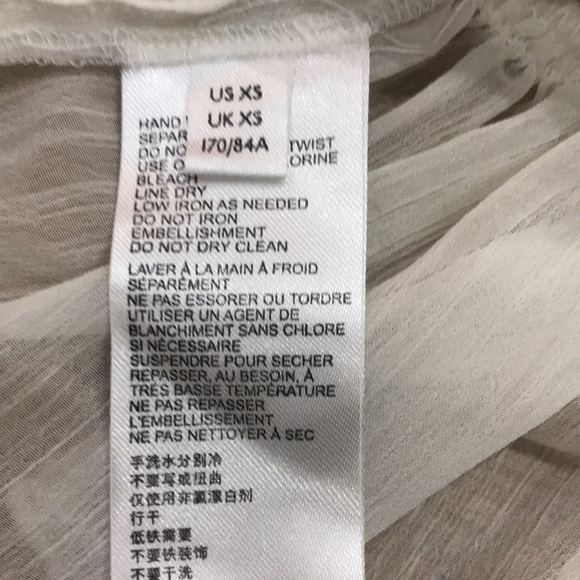 US XS
UK XS
170/84A
HAND
SEPAR
DO NO TWIST
USE O ORINE
BLEACH
LINE DRY
LOW IRON AS NEEDED
DO NOT IRON
EMBELLISHMENT
DO NOT DRY CLEAN
LAVER À LA MAIN À FROID
SÉPARÉMENT
NE PAS ESSORER OU TORDRE
UTILISER UN AGENT DE
BLANCHIMENT SANS CHLORE
SI NÉCESSAIRE
SUSPENDRE POUR SECHER
REPASSER, AU BESOIN, À
TRÈS BASSE TEMPÉRATURE
NE PAS REPASSER
L'EMBELLISSEMENT
NE PAS NETTOYER À SEC
手洗水分别冷
不要写或扭曲
仅使用非氯漂白剂
行干
低铁需要
不要铁装饰
不要干洗